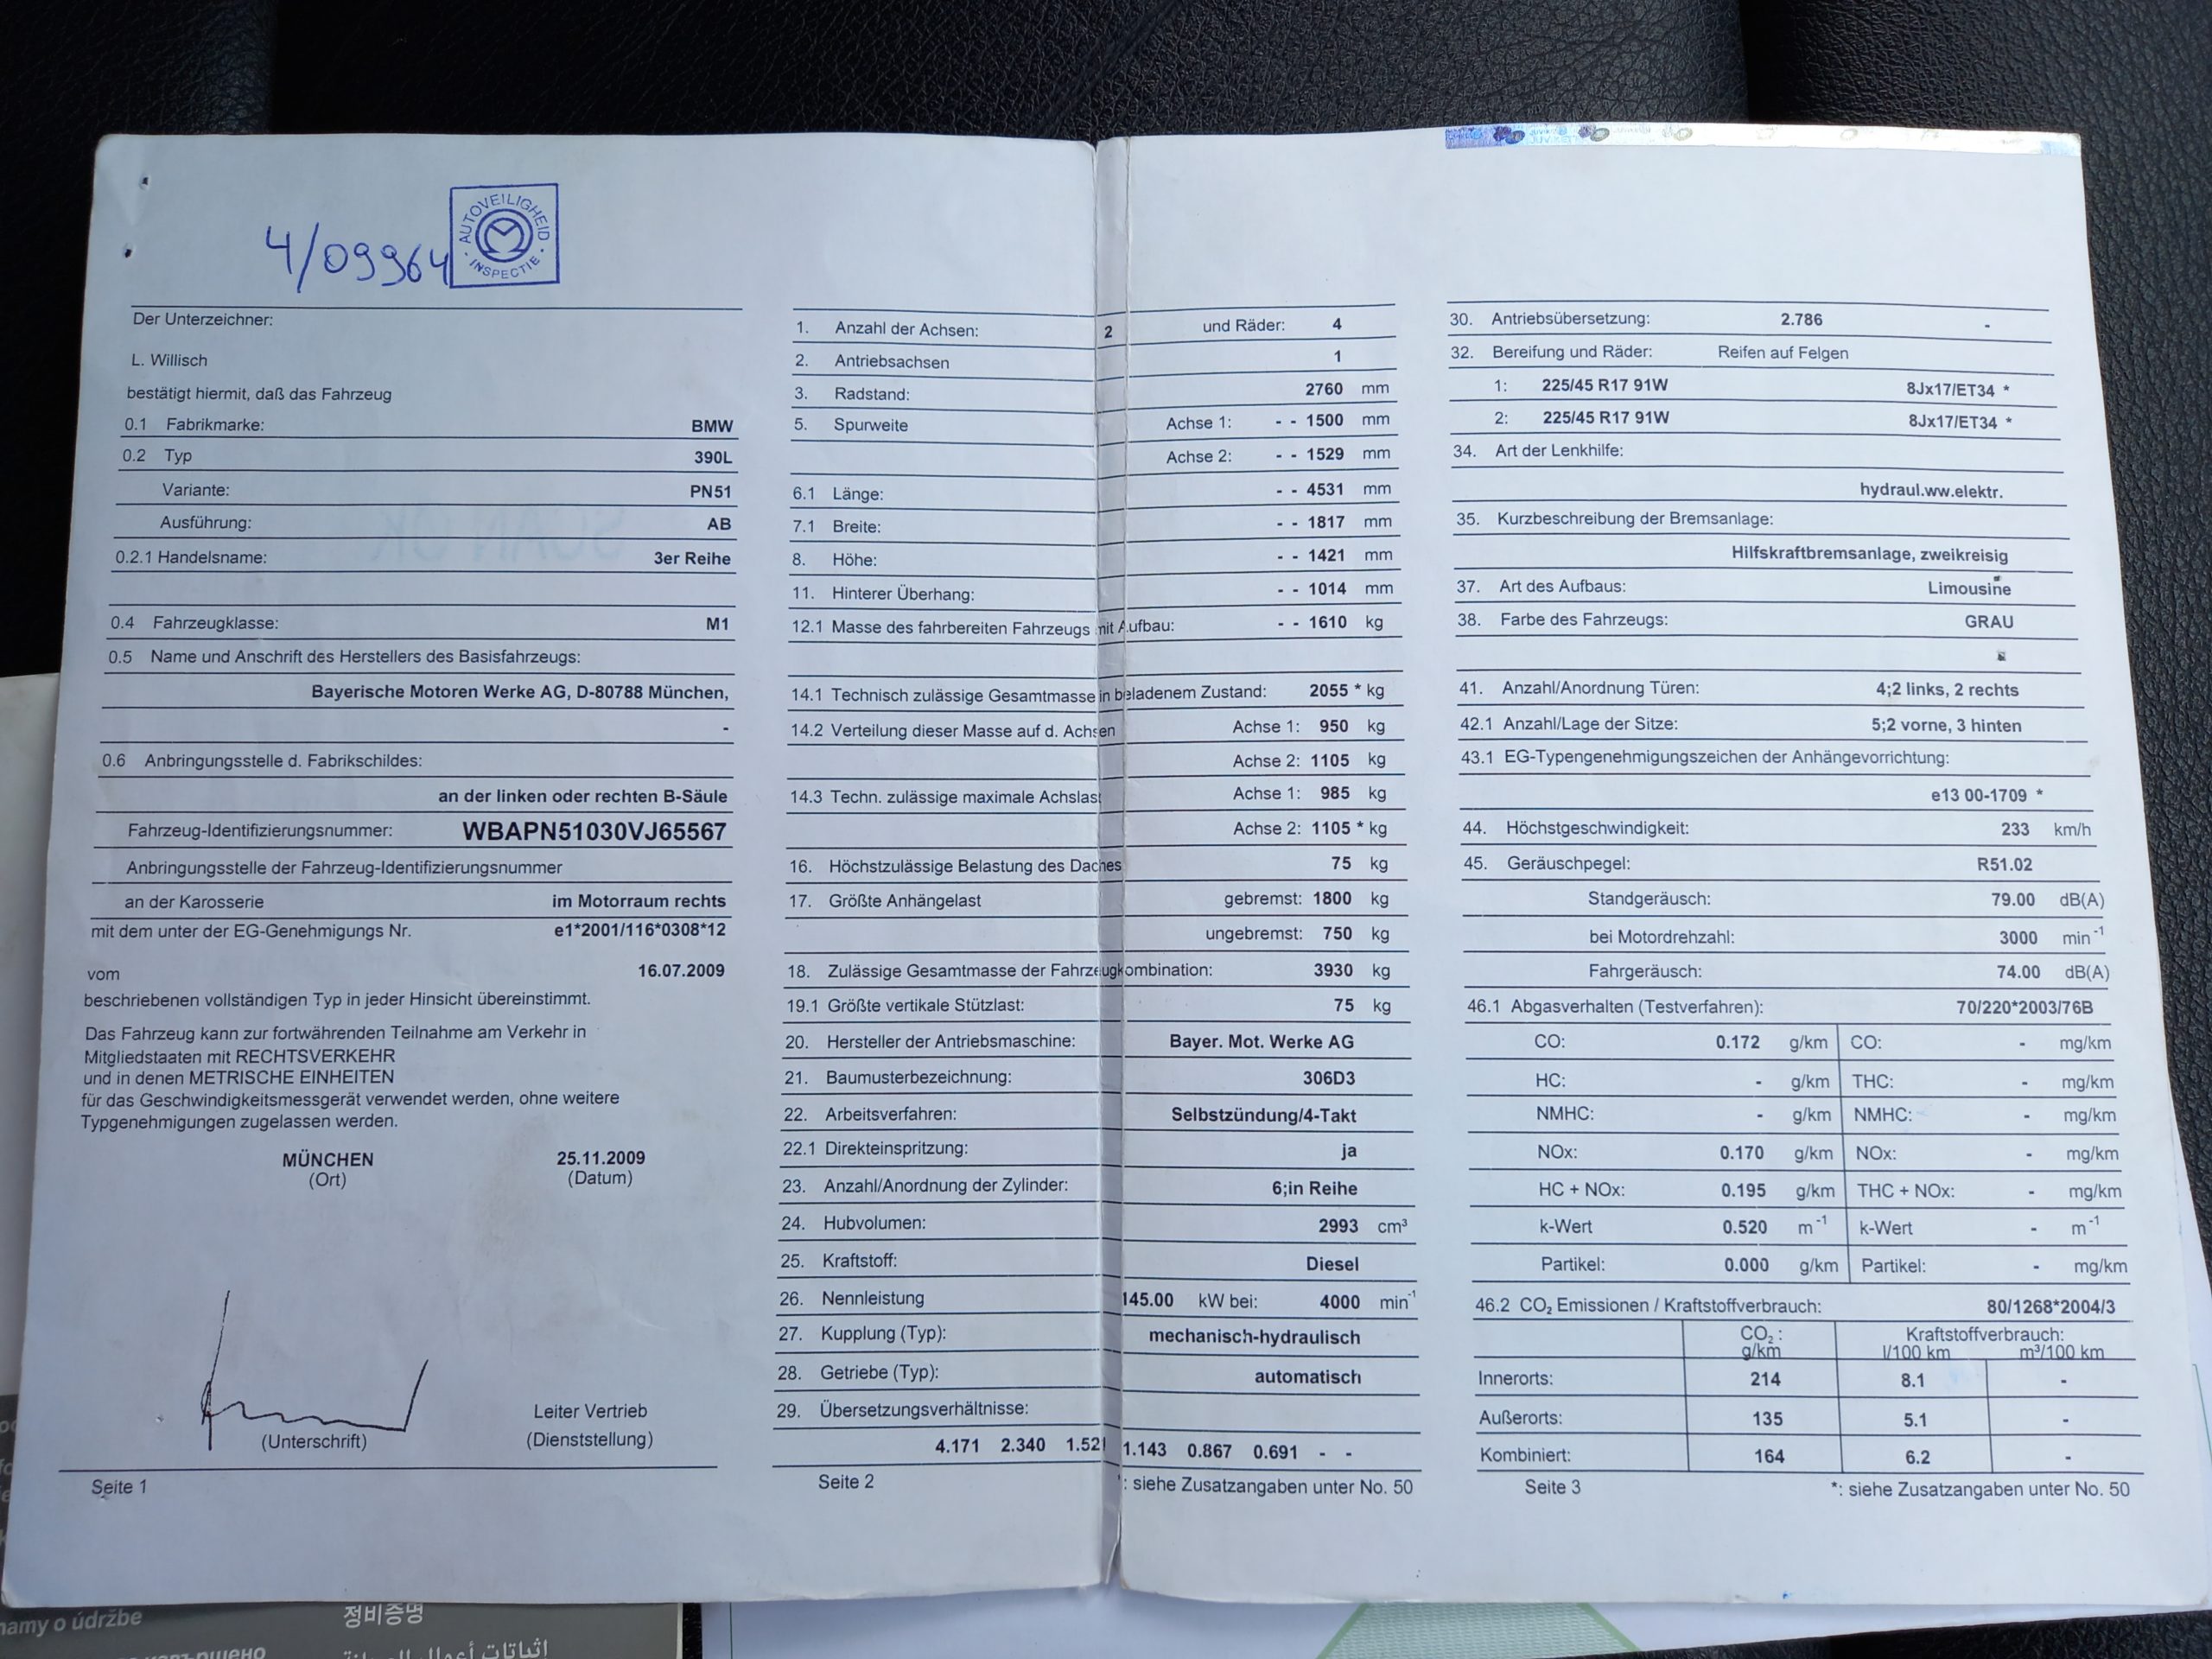 4/09964
AUTOVEILIGHEID
· INSPECTIE ·
Der Unterzeichner:
L. Willisch
bestätigt hiermit, daß das Fahrzeug
0.1 Fabrikmarke: BMW
0.2 Typ 390L
Variante: PN51
Ausführung: AB
0.2.1 Handelsname: 3er Reihe
0.4 Fahrzeugklasse: M1
0.5 Name und Anschrift des Herstellers des Basisfahrzeugs:
Bayerische Motoren Werke AG, D-80788 München,
-
0.6 Anbringungsstelle d. Fabrikschildes:
an der linken oder rechten B-Säule
Fahrzeug-Identifizierungsnummer: WBAPN51030VJ65567
Anbringungsstelle der Fahrzeug-Identifizierungsnummer
an der Karosserie im Motorraum rechts
mit dem unter der EG-Genehmigungs Nr. e1*2001/116*0308*12
vom 16.07.2009
beschriebenen vollständigen Typ in jeder Hinsicht übereinstimmt.
Das Fahrzeug kann zur fortwährenden Teilnahme am Verkehr in
Mitgliedstaaten mit RECHTSVERKEHR
und in denen METRISCHE EINHEITEN
für das Geschwindigkeitsmessgerät verwendet werden, ohne weitere
Typgenehmigungen zugelassen werden.
MÜNCHEN 25.11.2009
(Ort) (Datum)
Leiter Vertrieb
(Unterschrift) (Dienststellung)
Seite 1
1. Anzahl der Achsen: 2 und Räder: 4
2. Antriebsachsen 1
3. Radstand: 2760 mm
5. Spurweite Achse 1: - - 1500 mm
Achse 2: - - 1529 mm
6.1 Länge: - - 4531 mm
7.1 Breite: - - 1817 mm
8. Höhe: - - 1421 mm
11. Hinterer Überhang: - - 1014 mm
12.1 Masse des fahrbereiten Fahrzeugs mit Aufbau: - - 1610 kg
14.1 Technisch zulässige Gesamtmasse in beladenem Zustand: 2055 * kg
14.2 Verteilung dieser Masse auf d. Achsen Achse 1: 950 kg
Achse 2: 1105 kg
14.3 Techn. zulässige maximale Achslast Achse 1: 985 kg
Achse 2: 1105 * kg
16. Höchstzulässige Belastung des Daches 75 kg
17. Größte Anhängelast gebremst: 1800 kg
ungebremst: 750 kg
18. Zulässige Gesamtmasse der Fahrzeugkombination: 3930 kg
19.1 Größte vertikale Stützlast: 75 kg
20. Hersteller der Antriebsmaschine: Bayer. Mot. Werke AG
21. Baumusterbezeichnung: 306D3
22. Arbeitsverfahren: Selbstzündung/4-Takt
22.1 Direkteinspritzung: ja
23. Anzahl/Anordnung der Zylinder: 6;in Reihe
24. Hubvolumen: 2993 cm³
25. Kraftstoff: Diesel
26. Nennleistung 145.00 kW bei: 4000 min⁻¹
27. Kupplung (Typ): mechanisch-hydraulisch
28. Getriebe (Typ): automatisch
29. Übersetzungsverhältnisse:
4.171 2.340 1.521 1.143 0.867 0.691 - -
Seite 2 *: siehe Zusatzangaben unter No. 50
30. Antriebsübersetzung: 2.786 -
32. Bereifung und Räder: Reifen auf Felgen
1: 225/45 R17 91W 8Jx17/ET34 *
2: 225/45 R17 91W 8Jx17/ET34 *
34. Art der Lenkhilfe:
hydraul.ww.elektr.
35. Kurzbeschreibung der Bremsanlage:
Hilfskraftbremsanlage, zweikreisig
37. Art des Aufbaus: Limousine
38. Farbe des Fahrzeugs: GRAU
41. Anzahl/Anordnung Türen: 4;2 links, 2 rechts
42.1 Anzahl/Lage der Sitze: 5;2 vorne, 3 hinten
43.1 EG-Typengenehmigungszeichen der Anhängevorrichtung:
e13 00-1709 *
44. Höchstgeschwindigkeit: 233 km/h
45. Geräuschpegel: R51.02
Standgeräusch: 79.00 dB(A)
bei Motordrehzahl: 3000 min⁻¹
Fahrgeräusch: 74.00 dB(A)
46.1 Abgasverhalten (Testverfahren): 70/220*2003/76B
CO: 0.172 g/km CO: - mg/km
HC: - g/km THC: - mg/km
NMHC: - g/km NMHC: - mg/km
NOx: 0.170 g/km NOx: - mg/km
HC + NOx: 0.195 g/km THC + NOx: - mg/km
k-Wert 0.520 m⁻¹ k-Wert - m⁻¹
Partikel: 0.000 g/km Partikel: - mg/km
46.2 CO₂ Emissionen / Kraftstoffverbrauch: 80/1268*2004/3
CO₂ : Kraftstoffverbrauch:
g/km l/100 km m³/100 km
Innerorts: 214 8.1 -
Außerorts: 135 5.1 -
Kombiniert: 164 6.2 -
Seite 3 *: siehe Zusatzangaben unter No. 50
namy o údržbe
정비증명